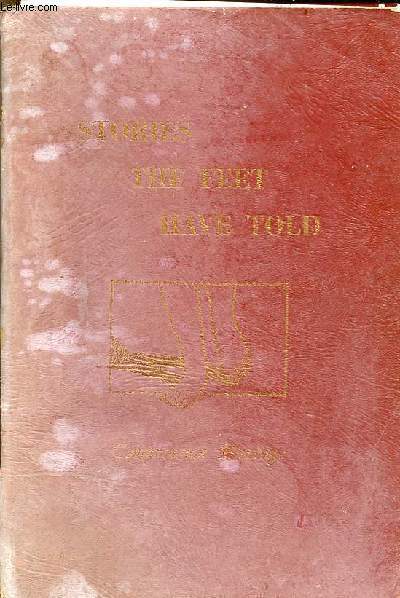 Le-livre.com
STORIES
THE FEET
HAVE TOLD